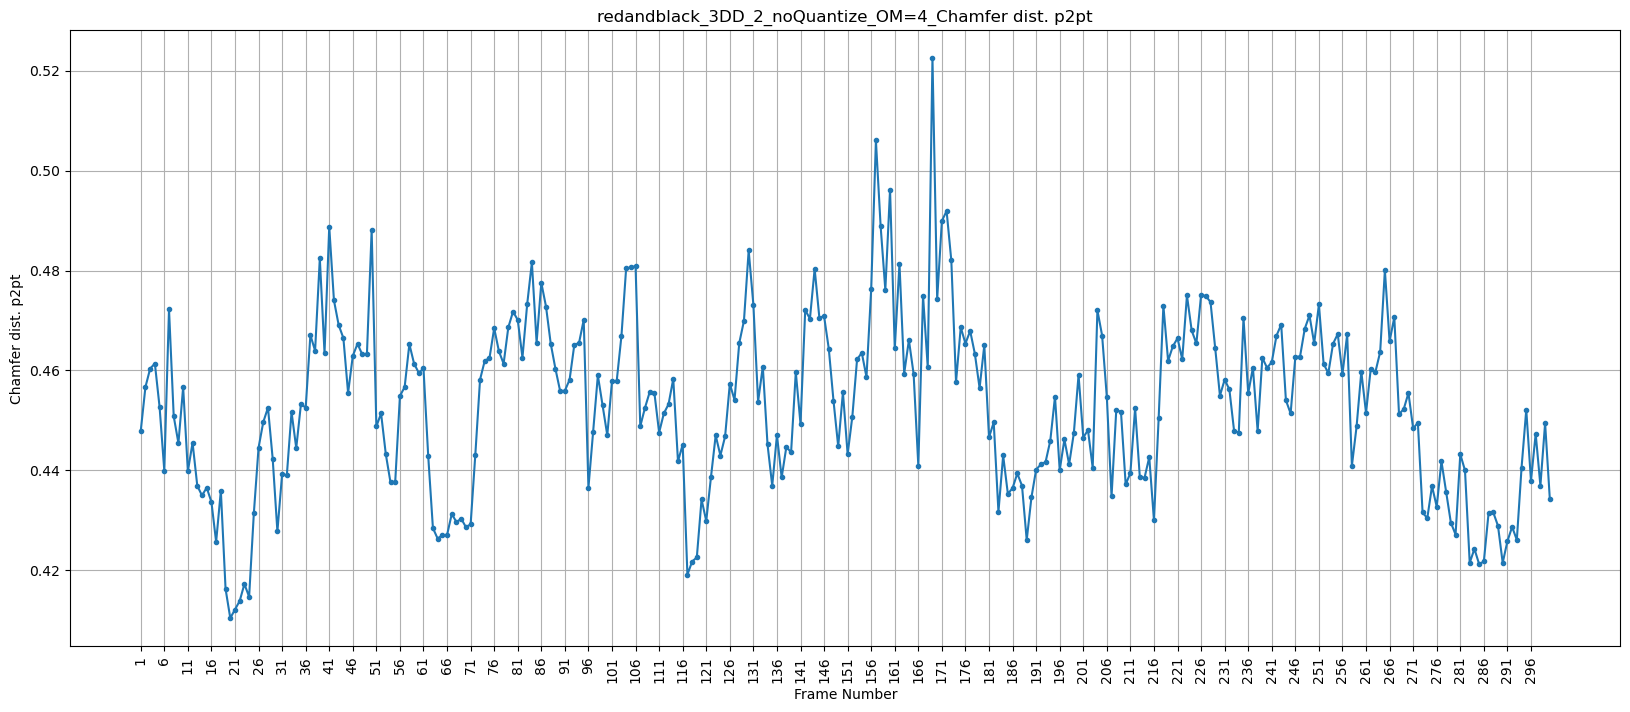 redandblack_3DD_2_noQuantize_OM=4_Chamfer dist. p2pt
0.52
0.50
0.48
0.46
0.44
0.42
Chamfer dist. p2pt
1 6 11 16 21 26 31 36 41 46 51 56 61 66 71 76 81 86 91 96 101 106 111 116 121 126 131 136 141 146 151 156 161 166 171 176 181 186 191 196 201 206 211 216 221 226 231 236 241 246 251 256 261 266 271 276 281 286 291 296
Frame Number